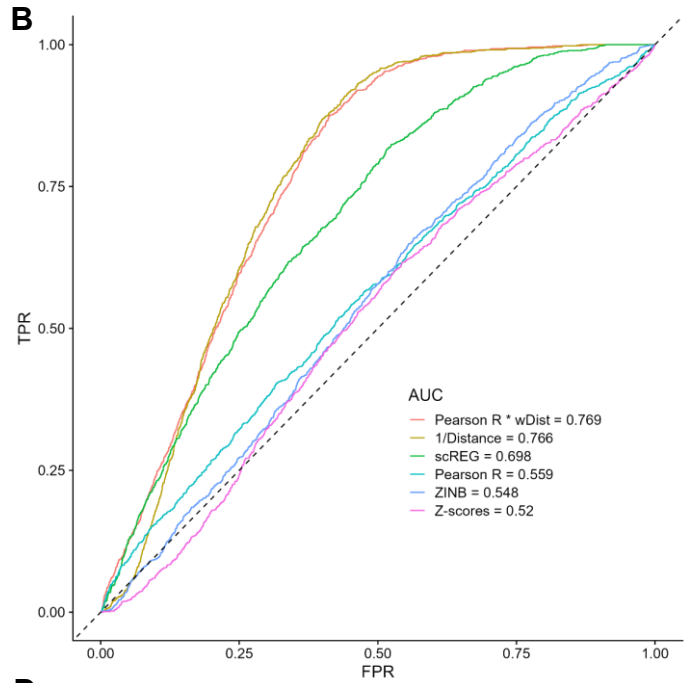 B
1.00
0.75
0.50
0.25
0.00
TPR
AUC
Pearson R * wDist = 0.769
1/Distance = 0.766
scREG = 0.698
Pearson R = 0.559
ZINB = 0.548
Z-scores = 0.52
0.00 0.25 0.50 0.75 1.00
FPR